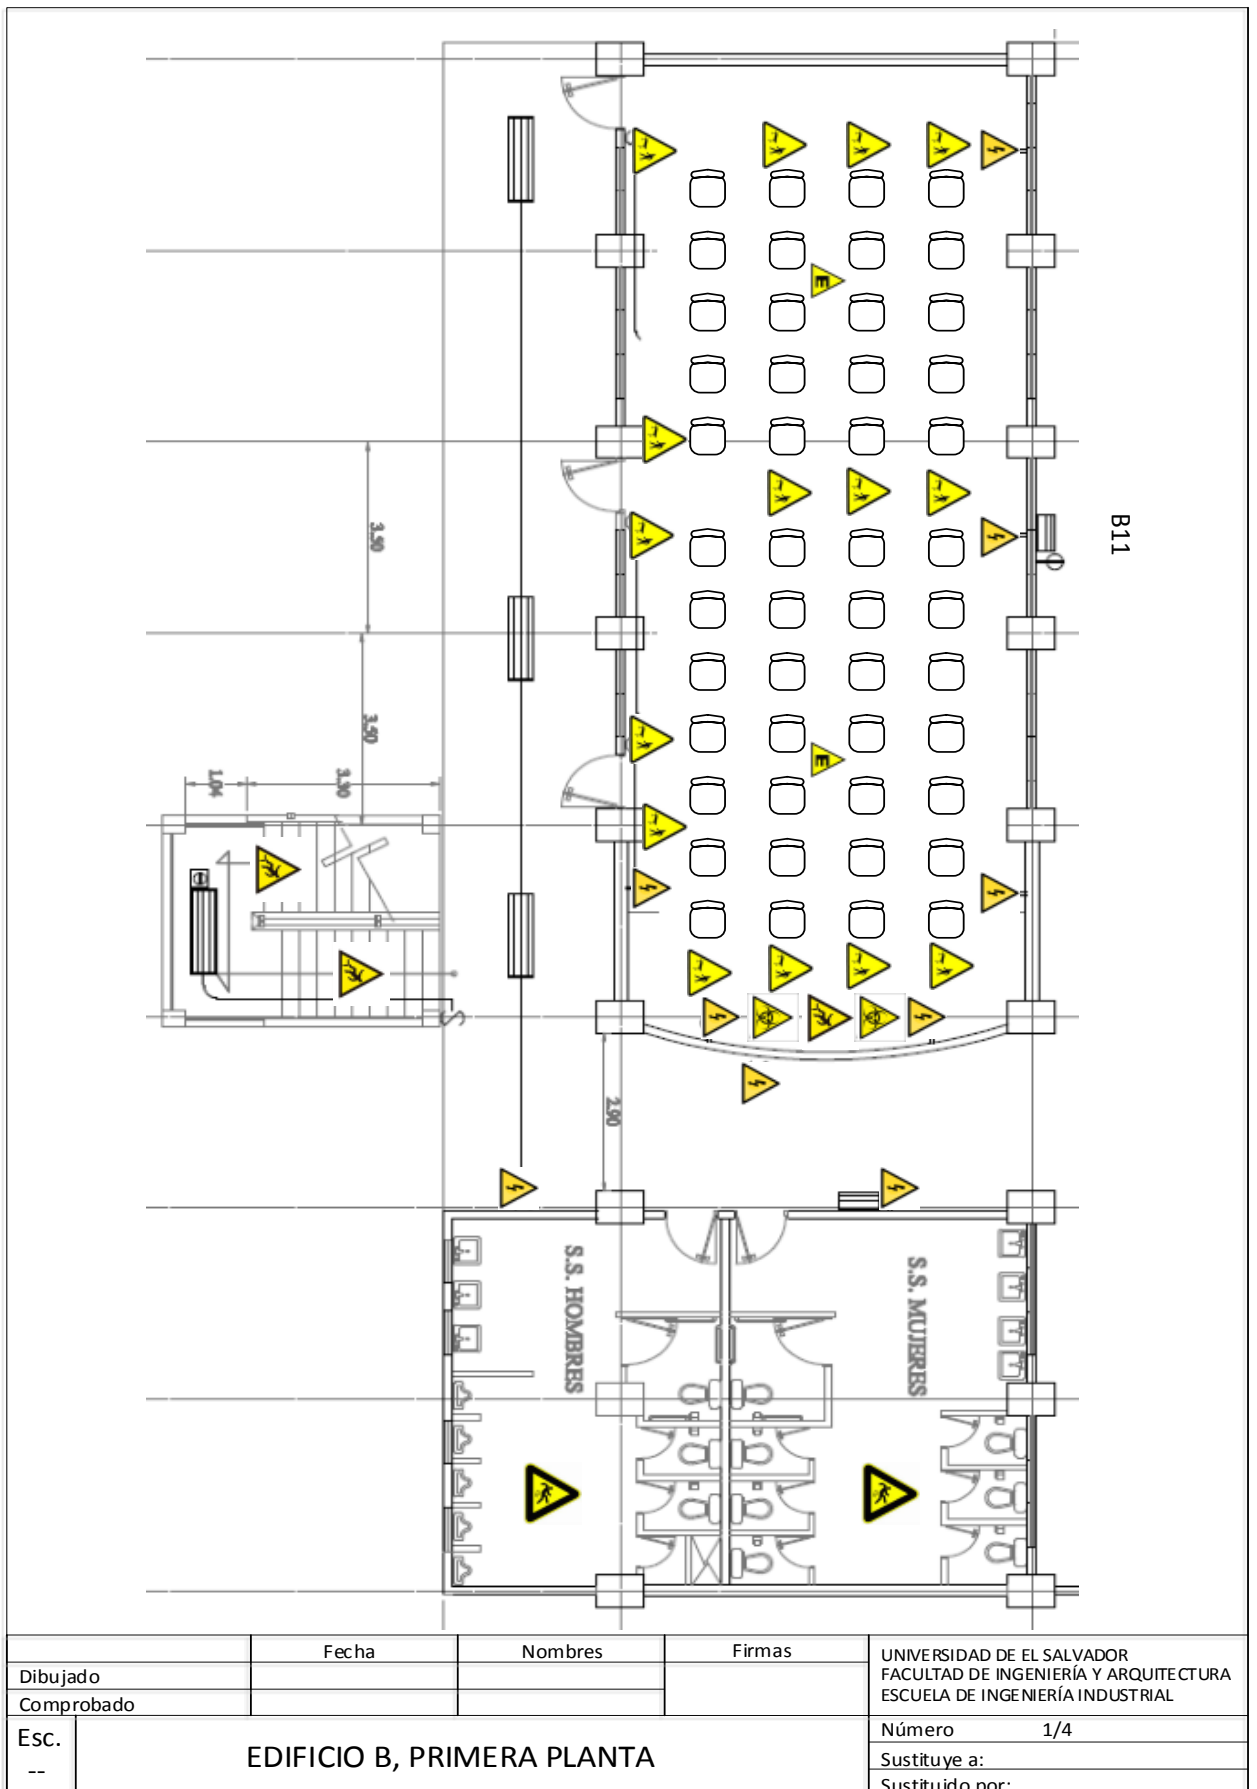 E
B11
3.50
3.50
E
1.04
3.30
2.90
S
S.S. HOMBRES
S.S. MUJERES
Fecha
Nombres
Firmas
Dibujado
Comprobado
UNIVERSIDAD DE EL SALVADOR
FACULTAD DE INGENIERÍA Y ARQUITECTURA
ESCUELA DE INGENIERÍA INDUSTRIAL
Esc.
--
EDIFICIO B, PRIMERA PLANTA
Número 1/4
Sustituye a:
Sustituido por: